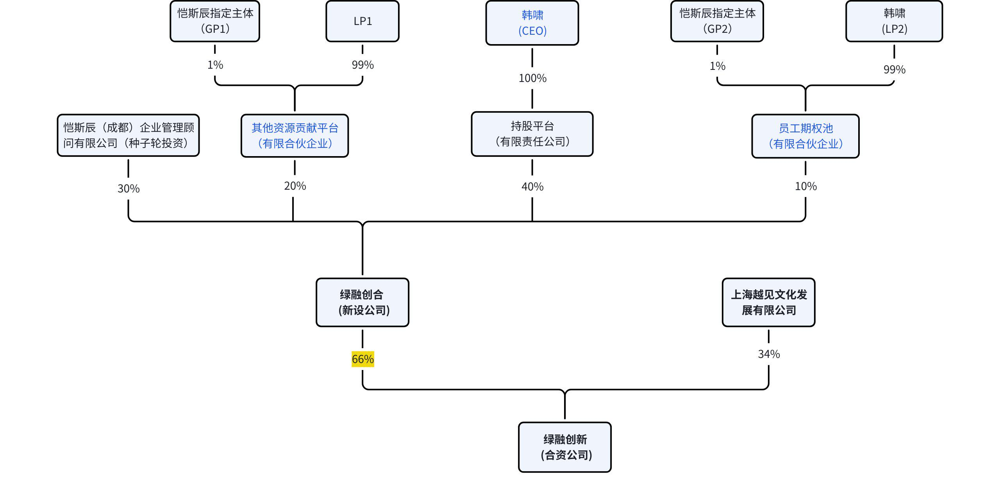 恺斯辰指定主体
（GP1）
LP1
韩啸
(CEO)
恺斯辰指定主体
（GP2）
韩啸
(LP2)
1%
99%
100%
1%
99%
恺斯辰（成都）企业管理顾
问有限公司（种子轮投资）
其他资源贡献平台
（有限合伙企业）
持股平台
（有限责任公司）
员工期权池
（有限合伙企业）
30%
20%
40%
10%
绿融创合
(新设公司)
上海越见文化发
展有限公司
66%
34%
绿融创新
(合资公司)